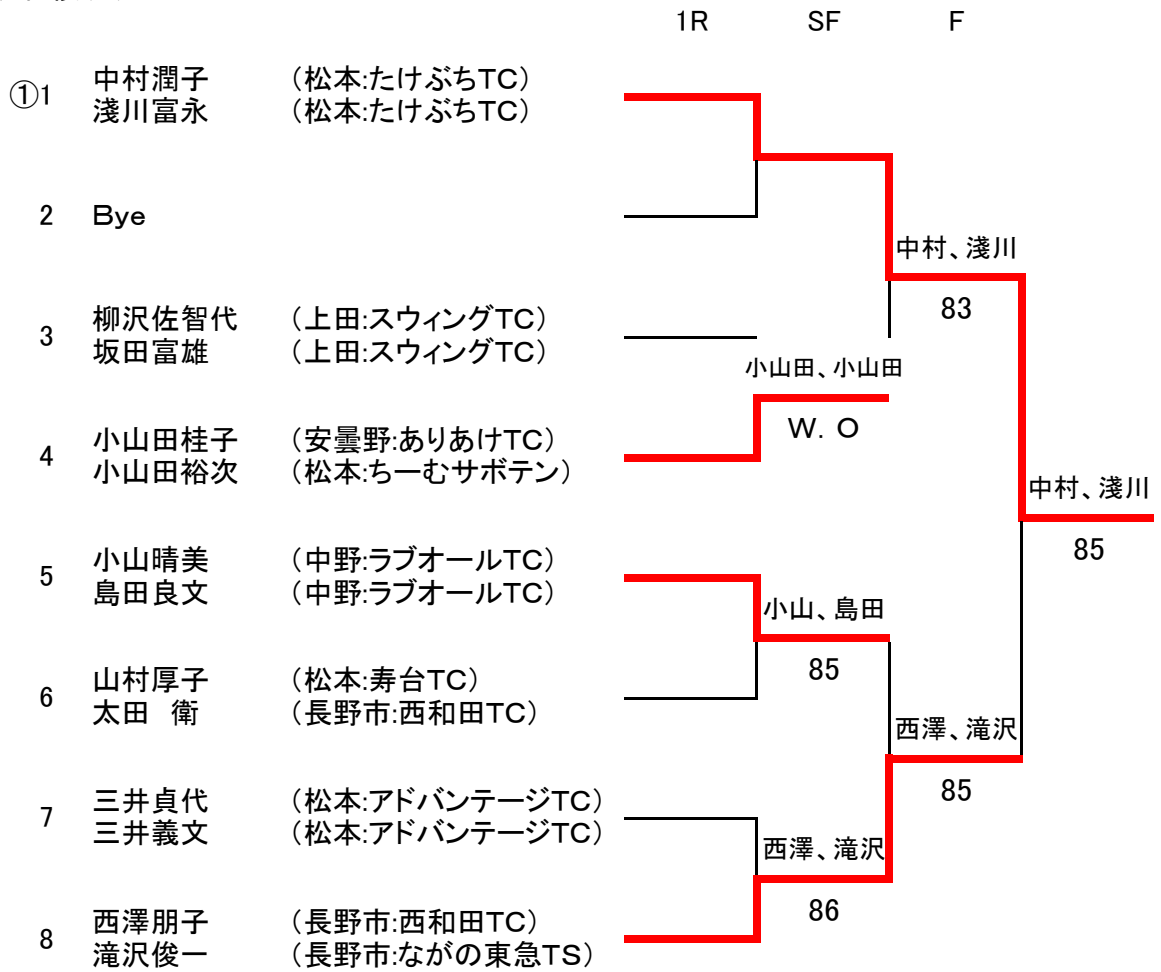 1R SF F
①1 中村潤子 (松本:たけぶちTC)
淺川富永 (松本:たけぶちTC)
2 Bye
中村、淺川
83
3 柳沢佐智代 (上田:スウィングTC)
坂田富雄 (上田:スウィングTC)
小山田、小山田
W. O
4 小山田桂子 (安曇野:ありあけTC)
小山田裕次 (松本:ちーむサボテン)
中村、淺川
85
5 小山晴美 (中野:ラブオールTC)
島田良文 (中野:ラブオールTC)
小山、島田
85
6 山村厚子 (松本:寿台TC)
太田 衛 (長野市:西和田TC)
西澤、滝沢
85
7 三井貞代 (松本:アドバンテージTC)
三井義文 (松本:アドバンテージTC)
西澤、滝沢
86
8 西澤朋子 (長野市:西和田TC)
滝沢俊一 (長野市:ながの東急TS)